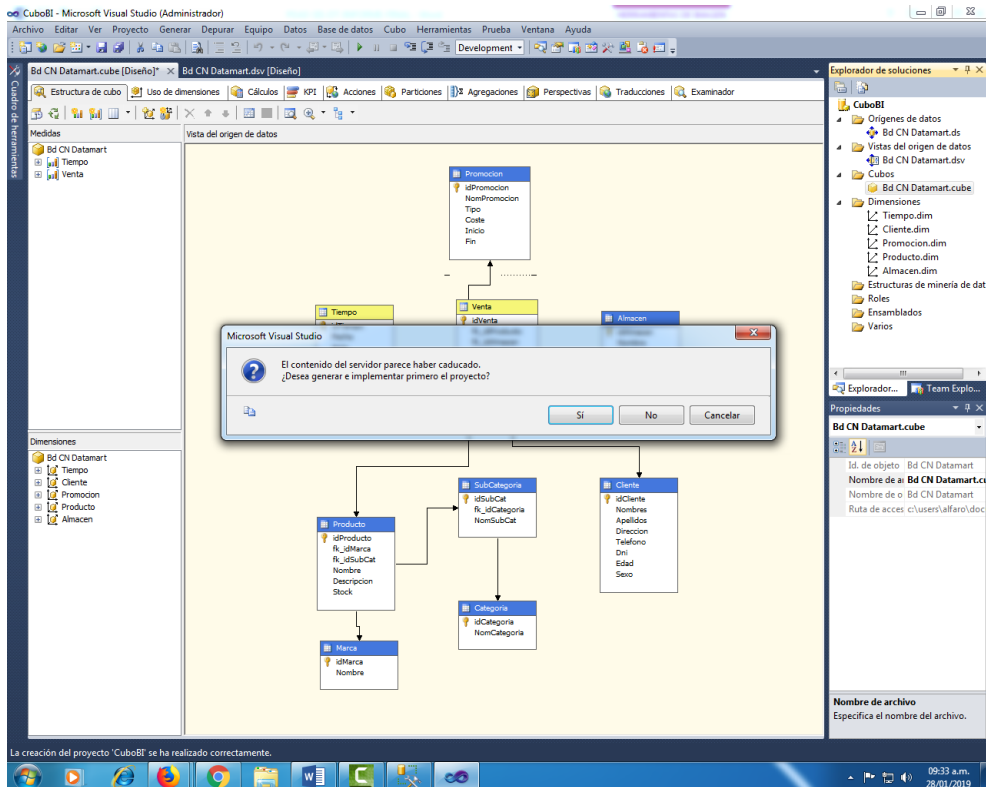 CuboBI - Microsoft Visual Studio (Administrador)
Archivo Editar Ver Proyecto Generar Depurar Equipo Datos Base de datos Cubo Herramientas Prueba Ventana Ayuda
Development
Cuadro de herramientas
Bd CN Datamart.cube [Diseño]* Bd CN Datamart.dsv [Diseño]
Estructura de cubo Uso de dimensiones Cálculos KPI Acciones Particiones Agregaciones Perspectivas Traducciones Examinador
Medidas
Bd CN Datamart
Tiempo
Venta
Vista del origen de datos
Promocion
idPromocion
NomPromocion
Tipo
Coste
Inicio
Fin
Tiempo
Venta
idVenta
Almacen
Microsoft Visual Studio
El contenido del servidor parece haber caducado.
¿Desea generar e implementar primero el proyecto?
Sí No Cancelar
Dimensiones
Bd CN Datamart
Tiempo
Cliente
Promocion
Producto
Almacen
Producto
idProducto
fk_idMarca
fk_idSubCat
Nombre
Descripcion
Stock
SubCategoria
idSubCat
fk_idCategoria
NomSubCat
Cliente
idCliente
Nombres
Apellidos
Direccion
Telefono
Dni
Edad
Sexo
Categoria
idCategoria
NomCategoria
Marca
idMarca
Nombre
Explorador de soluciones
CuboBI
Orígenes de datos
Bd CN Datamart.ds
Vistas del origen de datos
Bd CN Datamart.dsv
Cubos
Bd CN Datamart.cube
Dimensiones
Tiempo.dim
Cliente.dim
Promocion.dim
Producto.dim
Almacen.dim
Estructuras de minería de dat
Roles
Ensamblados
Varios
Explorador... Team Explo...
Propiedades
Bd CN Datamart.cube
Id. de objeto Bd CN Datamart
Nombre de ar Bd CN Datamart.cu
Nombre de o Bd CN Datamart
Ruta de acces c:\users\alfaro\doc
Nombre de archivo
Especifica el nombre del archivo.
La creación del proyecto 'CuboBI' se ha realizado correctamente.
09:33 a.m.
28/01/2019